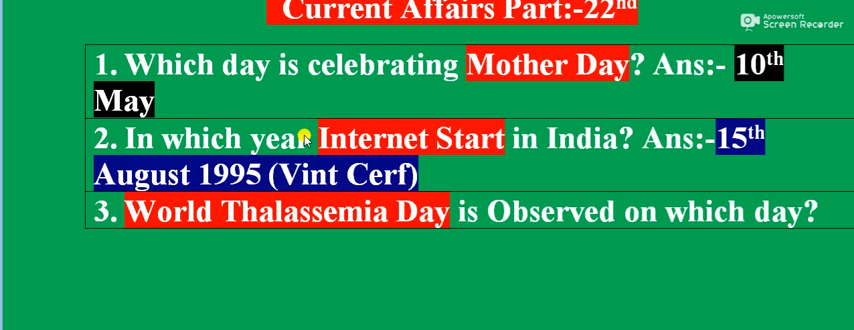 Current Affairs Part:-22nd
Apowersoft
Screen Recorder
1. Which day is celebrating Mother Day? Ans:- 10th
May
2. In which year Internet Start in India? Ans:-15th
August 1995 (Vint Cerf)
3. World Thalassemia Day is Observed on which day?